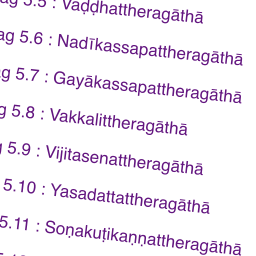 5.5 : Vaḍḍhattheragāthā
ag 5.6 : Nadīkassapattheragāthā
g 5.7 : Gayākassapattheragāthā
5.8 : Vakkalittheragāthā
5.9 : Vijitasenattheragāthā
5.10 : Yasadattattheragāthā
5.11 : Soṇakuṭikaṇṇattheragāthā